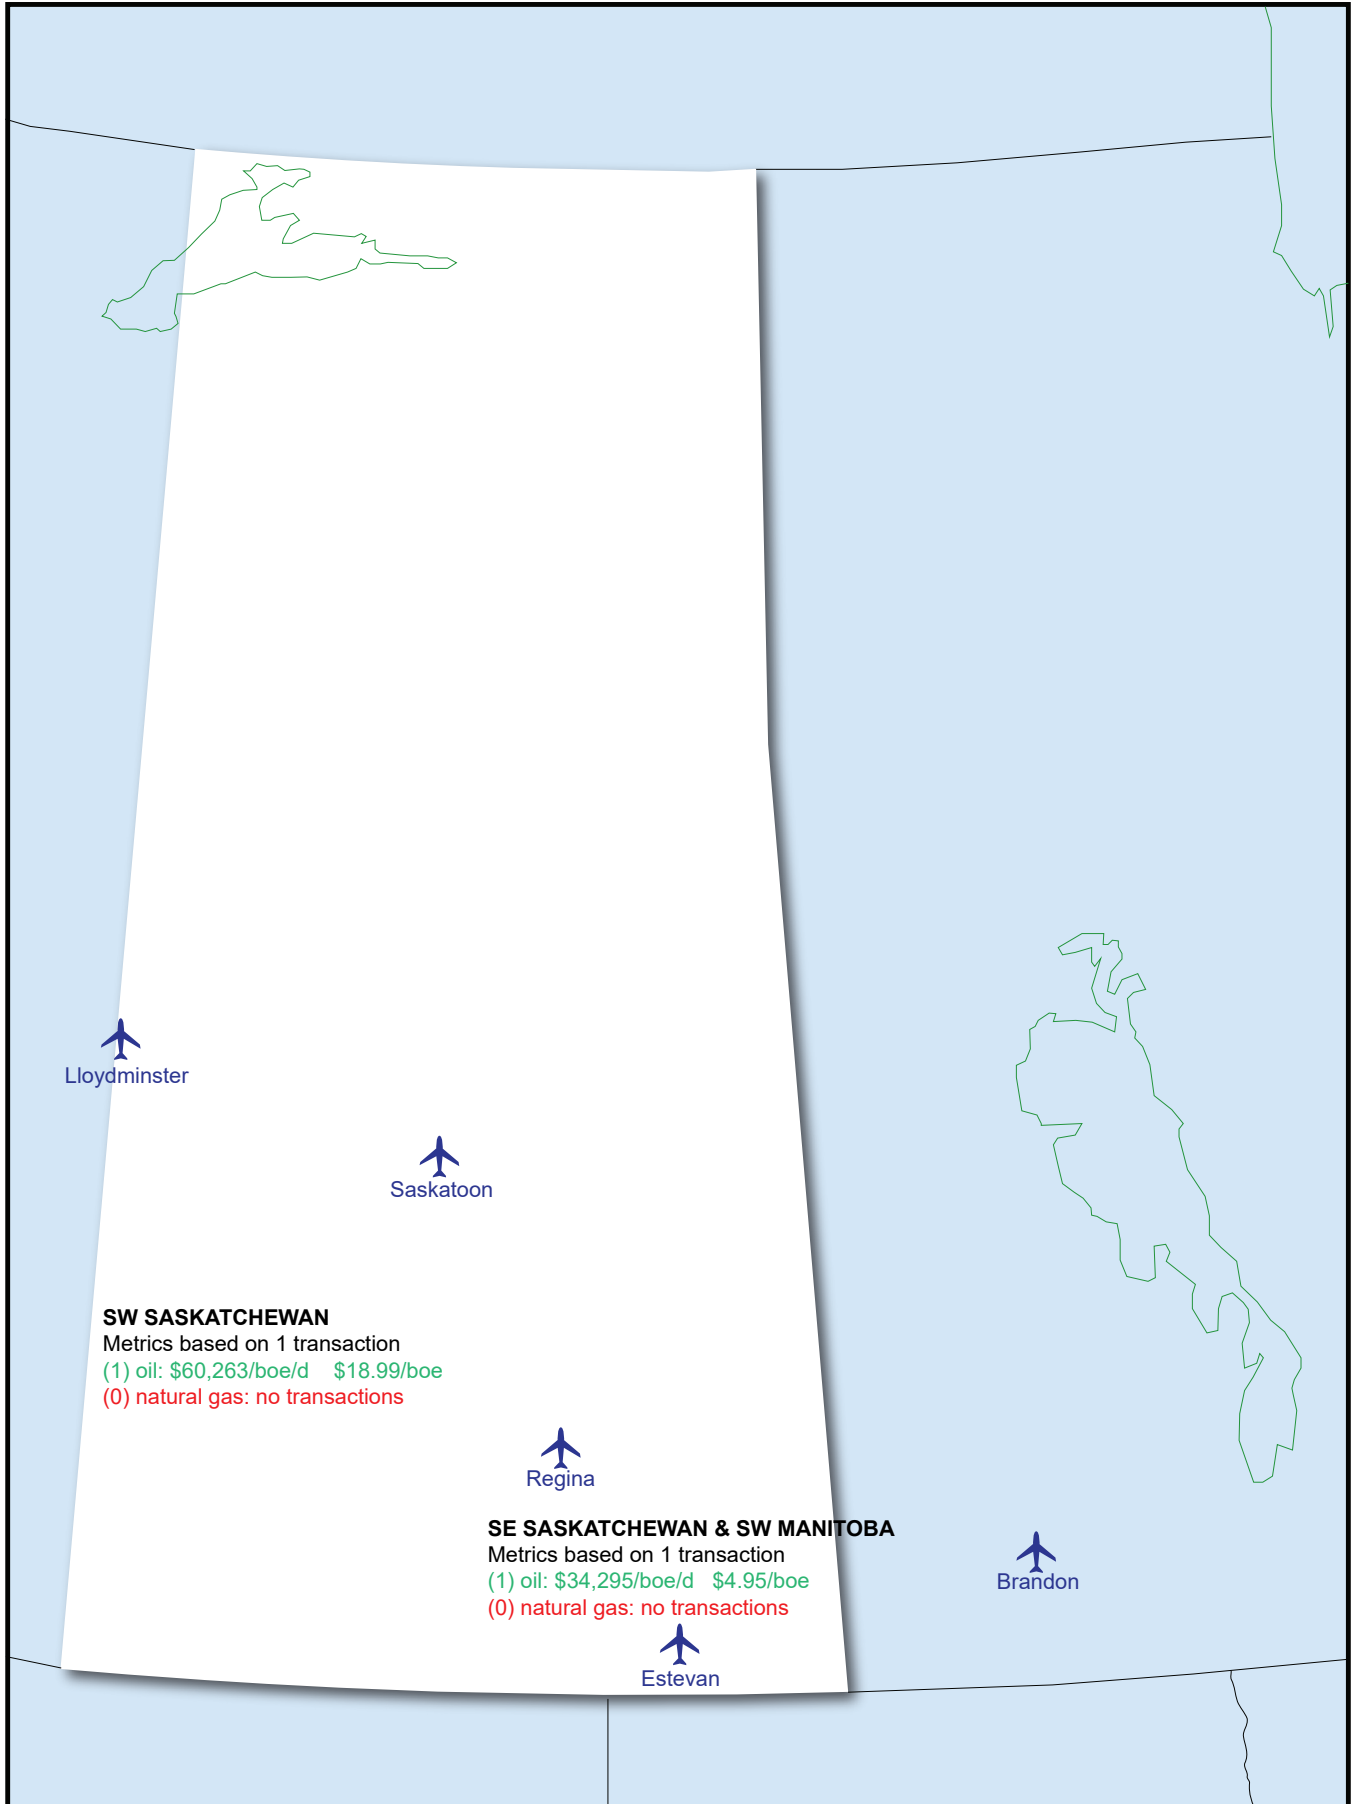 Lloydminster
Saskatoon
SW SASKATCHEWAN
Metrics based on 1 transaction
(1) oil: $60,263/boe/d $18.99/boe
(0) natural gas: no transactions
Regina
SE SASKATCHEWAN & SW MANITOBA
Metrics based on 1 transaction
(1) oil: $34,295/boe/d $4.95/boe
(0) natural gas: no transactions
Brandon
Estevan